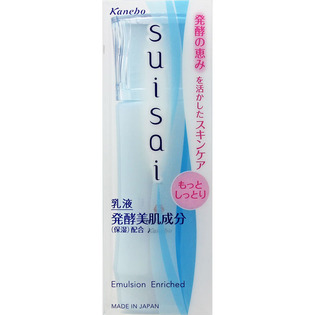 Kanebo
suisai
発酵の恵み
を活かしたスキンケア
もっと
しっとり
乳液
発酵美肌成分
(保湿)配合
Emulsion Enriched
MADE IN JAPAN